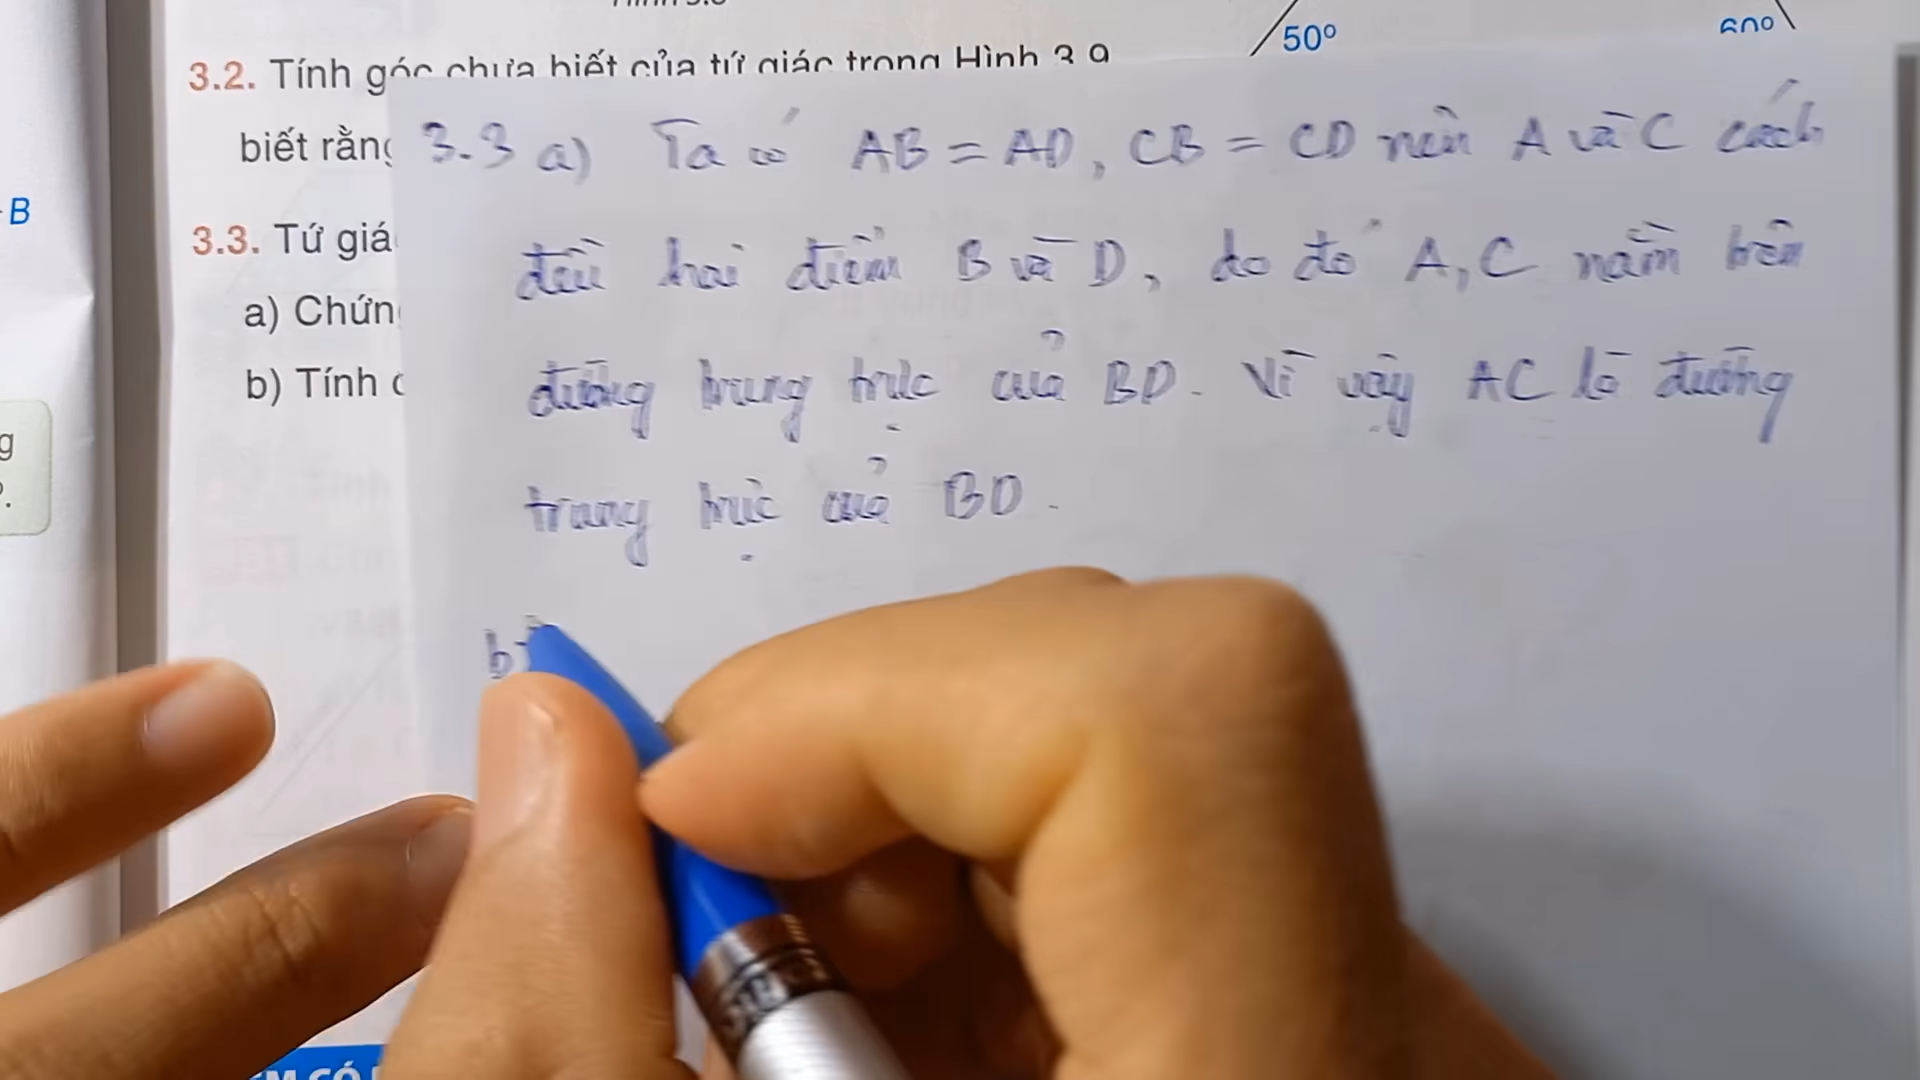 50°
60°
3.2. Tính góc chưa biết của tứ giác trong Hình 3.9
biết rằng
B
3.3. Tứ giá
a) Chứn
b) Tính
g
3.3 a) Ta có AB = AD, CB = CD nên A và C cách
đều hai điểm B và D, do đó A, C nằm trên
đường trung trực của BD. Vì vậy AC là đường
trung trực của BD.
b)